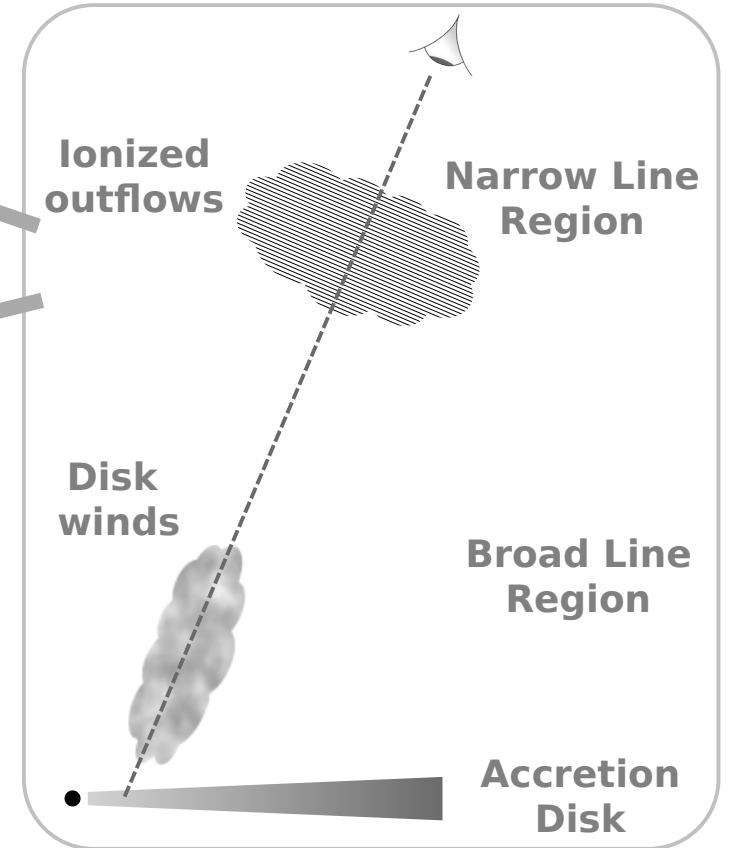 Ionized
outflows
Narrow Line
Region
Disk
winds
Broad Line
Region
Accretion
Disk